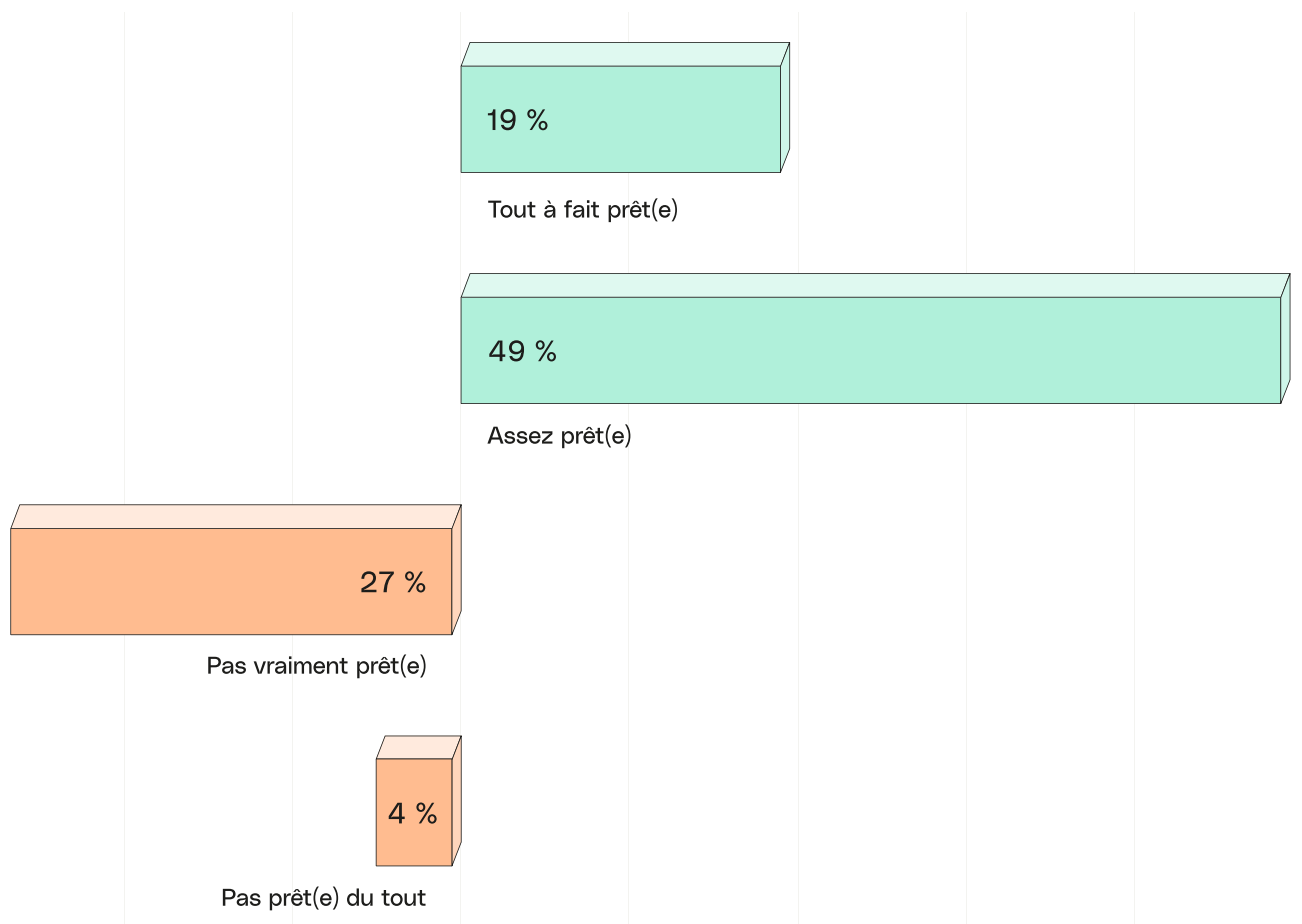 19 %
Tout à fait prêt(e)
49 %
Assez prêt(e)
27 %
Pas vraiment prêt(e)
4 %
Pas prêt(e) du tout